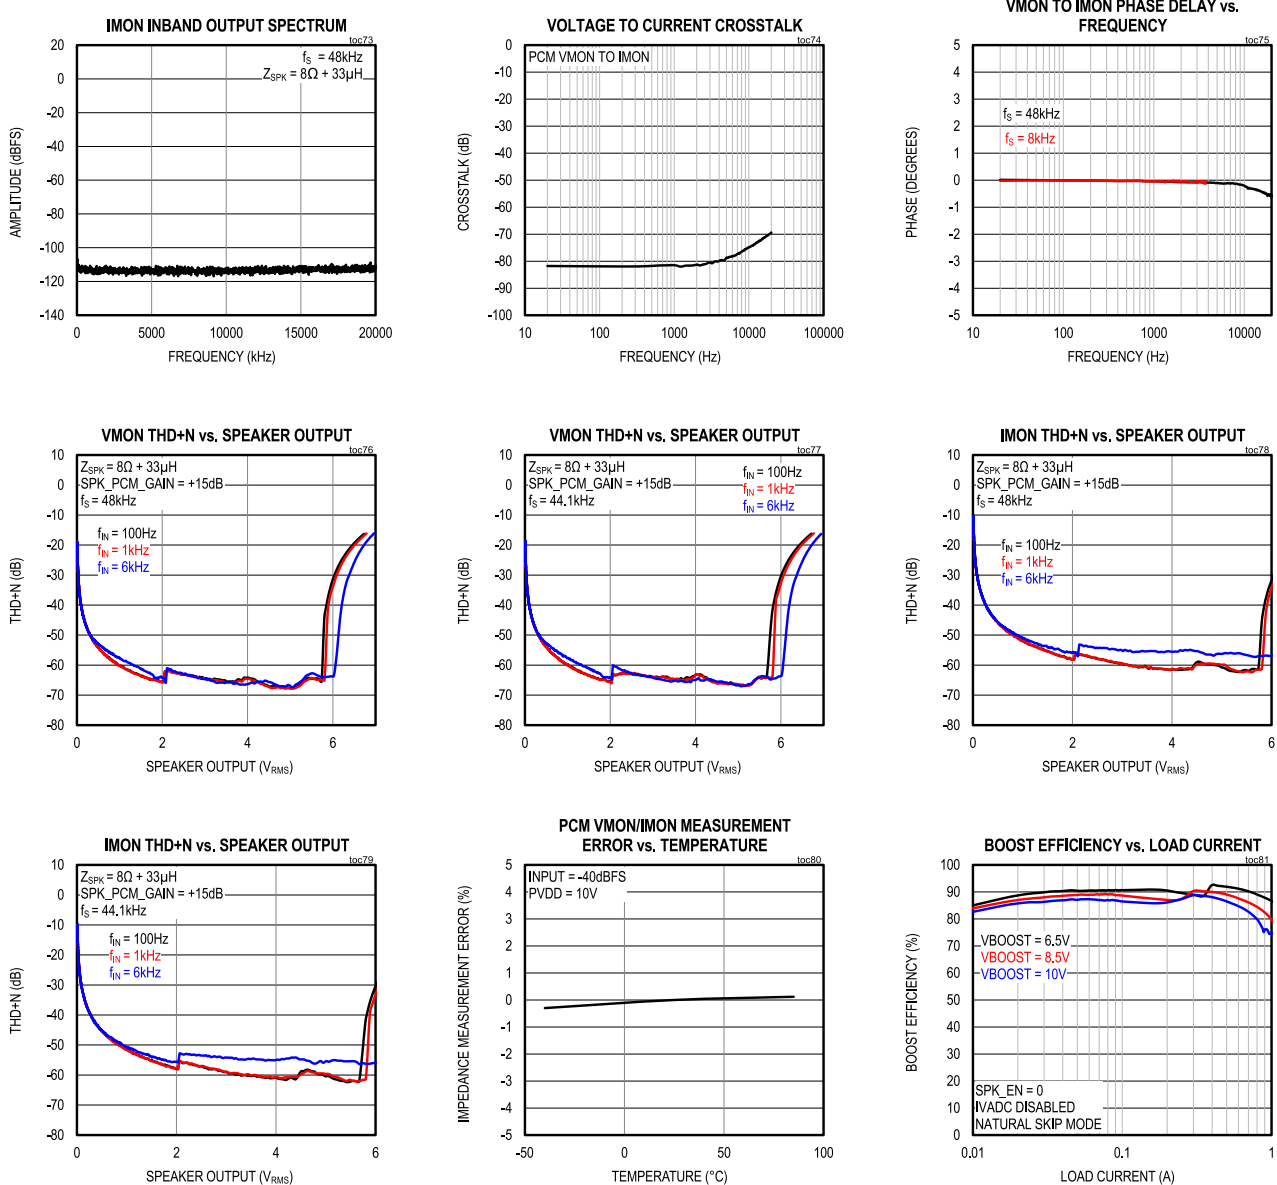 IMON INBAND OUTPUT SPECTRUM
toc73
fS = 48kHz
ZSPK = 8Ω + 33µH
AMPLITUDE (dBFS)
20
0
-20
-40
-60
-80
-100
-120
-140
0 5000 10000 15000 20000
FREQUENCY (kHz)
VOLTAGE TO CURRENT CROSSTALK
toc74
PCM VMON TO IMON
CROSSTALK (dB)
0
-10
-20
-30
-40
-50
-60
-70
-80
-90
-100
10 100 1000 10000 100000
FREQUENCY (Hz)
VMON TO IMON PHASE DELAY vs.
FREQUENCY
toc75
fS = 48kHz
fS = 8kHz
PHASE (DEGREES)
5
4
3
2
1
0
-1
-2
-3
-4
-5
10 100 1000 10000
FREQUENCY (Hz)
VMON THD+N vs. SPEAKER OUTPUT
toc76
ZSPK = 8Ω + 33µH
SPK_PCM_GAIN = +15dB
fS = 48kHz
fIN = 100Hz
fIN = 1kHz
fIN = 6kHz
THD+N (dB)
10
0
-10
-20
-30
-40
-50
-60
-70
-80
0 2 4 6
SPEAKER OUTPUT (VRMS)
VMON THD+N vs. SPEAKER OUTPUT
toc77
ZSPK = 8Ω + 33µH
SPK_PCM_GAIN = +15dB
fS = 44.1kHz
fIN = 100Hz
fIN = 1kHz
fIN = 6kHz
THD+N (dB)
10
0
-10
-20
-30
-40
-50
-60
-70
-80
0 2 4 6
SPEAKER OUTPUT (VRMS)
IMON THD+N vs. SPEAKER OUTPUT
toc78
ZSPK = 8Ω + 33µH
SPK_PCM_GAIN = +15dB
fS = 48kHz
fIN = 100Hz
fIN = 1kHz
fIN = 6kHz
THD+N (dB)
10
0
-10
-20
-30
-40
-50
-60
-70
-80
0 2 4 6
SPEAKER OUTPUT (VRMS)
IMON THD+N vs. SPEAKER OUTPUT
toc79
ZSPK = 8Ω + 33µH
SPK_PCM_GAIN = +15dB
fS = 44.1kHz
fIN = 100Hz
fIN = 1kHz
fIN = 6kHz
THD+N (dB)
10
0
-10
-20
-30
-40
-50
-60
-70
-80
0 2 4 6
SPEAKER OUTPUT (VRMS)
PCM VMON/IMON MEASUREMENT
ERROR vs. TEMPERATURE
toc80
INPUT = -40dBFS
PVDD = 10V
IMPEDANCE MEASUREMENT ERROR (%)
5
4
3
2
1
0
-1
-2
-3
-4
-5
-50 0 50 100
TEMPERATURE (°C)
BOOST EFFICIENCY vs. LOAD CURRENT
toc81
VBOOST = 6.5V
VBOOST = 8.5V
VBOOST = 10V
SPK_EN = 0
IVADC DISABLED
NATURAL SKIP MODE
BOOST EFFICIENCY (%)
100
90
80
70
60
50
40
30
20
10
0
0.01 0.1 1
LOAD CURRENT (A)